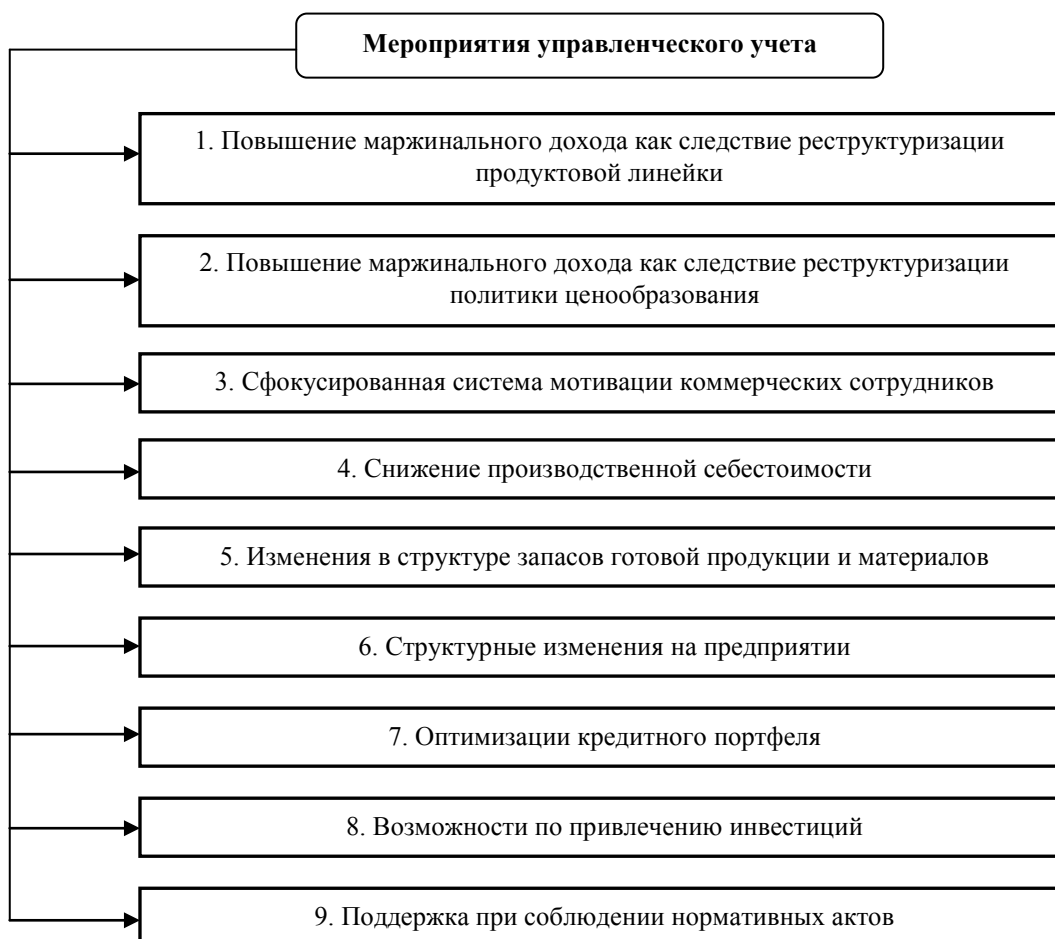 Мероприятия управленческого учета
1. Повышение маржинального дохода как следствие реструктуризации
продуктовой линейки
2. Повышение маржинального дохода как следствие реструктуризации
политики ценообразования
3. Сфокусированная система мотивации коммерческих сотрудников
4. Снижение производственной себестоимости
5. Изменения в структуре запасов готовой продукции и материалов
6. Структурные изменения на предприятии
7. Оптимизации кредитного портфеля
8. Возможности по привлечению инвестиций
9. Поддержка при соблюдении нормативных актов